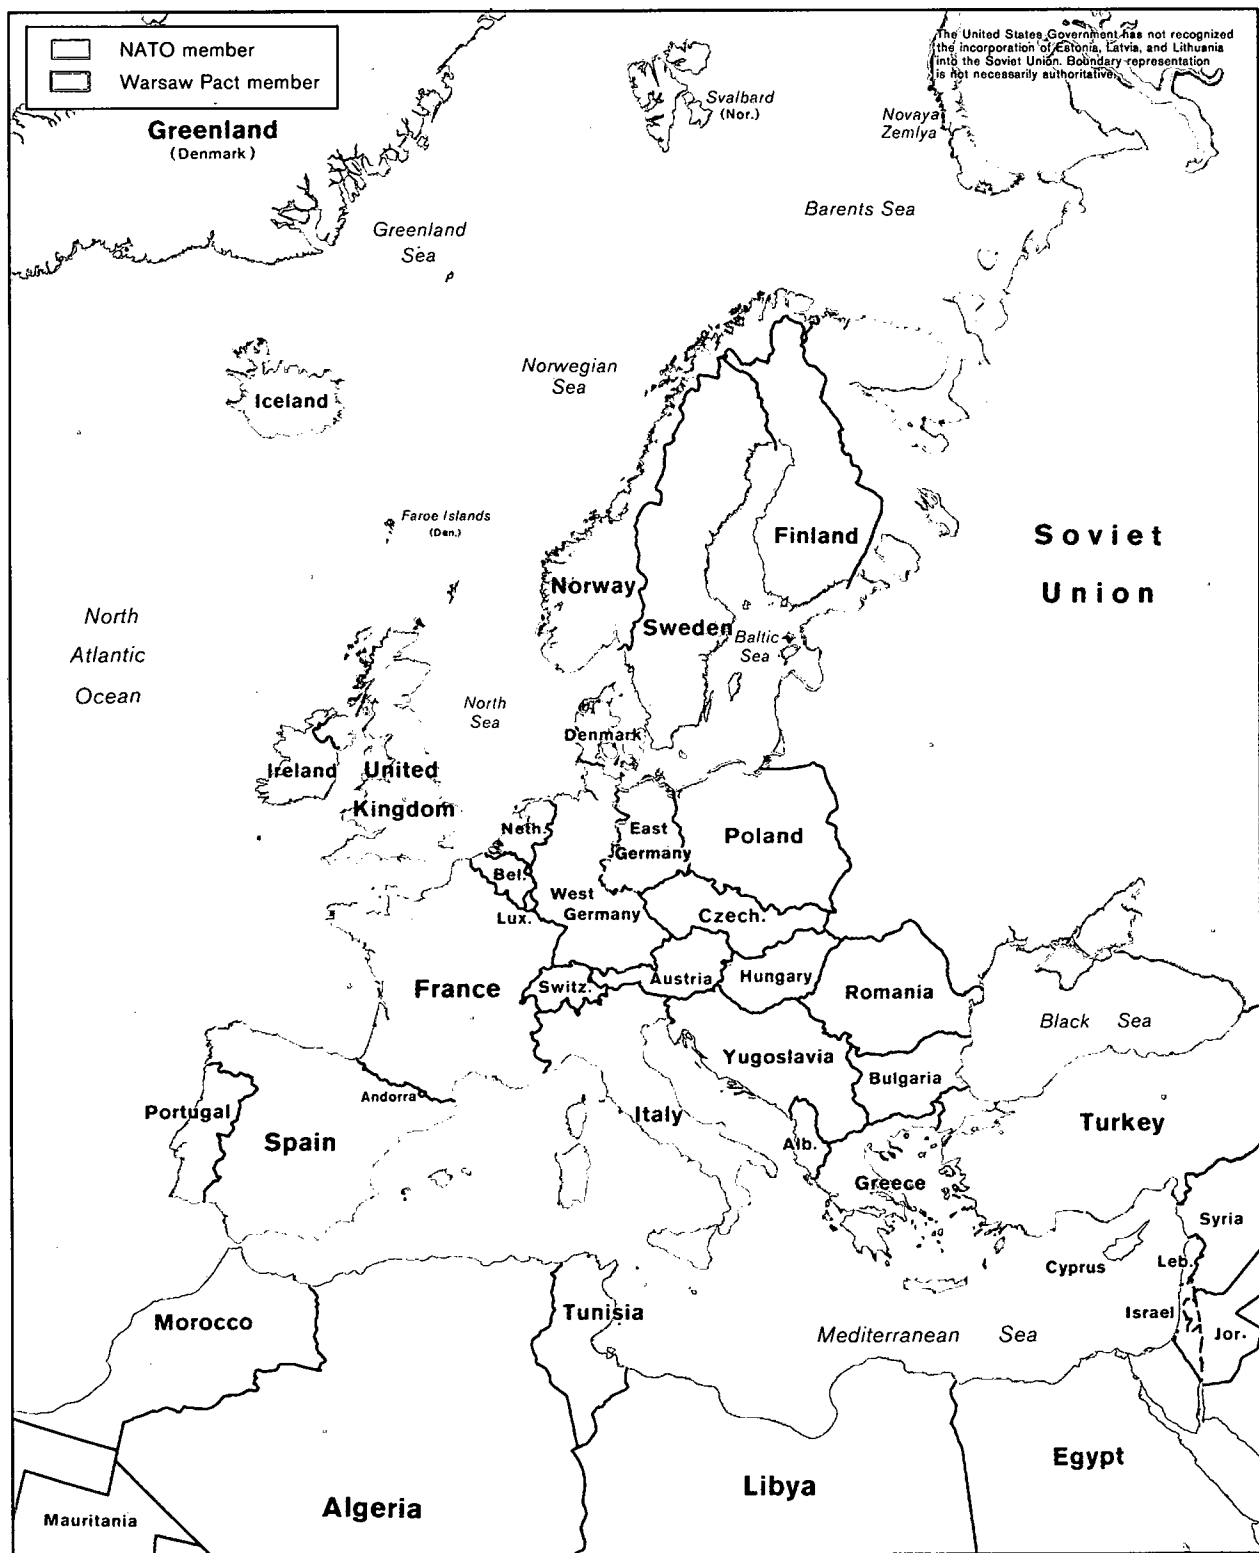 NATO member
Warsaw Pact member
The United States Government has not recognized
the incorporation of Estonia, Latvia, and Lithuania
into the Soviet Union. Boundary representation
is not necessarily authoritative.
Greenland
(Denmark)
Svalbard
(Nor.)
Novaya
Zemlya
Barents Sea
Greenland
Sea
Norwegian
Sea
Iceland
Faroe Islands
(Den.)
Finland
Soviet
Union
Norway
Sweden
Baltic
Sea
North
Atlantic
Ocean
North
Sea
Denmark
Ireland
United
Kingdom
Neth.
East
Germany
Poland
Bel.
West
Germany
Lux.
Czech.
France
Switz.
Austria
Hungary
Romania
Black Sea
Yugoslavia
Bulgaria
Andorra
Portugal
Spain
Italy
Alb.
Greece
Turkey
Syria
Cyprus
Leb.
Israel
Jor.
Morocco
Tunisia
Mediterranean Sea
Algeria
Libya
Egypt
Mauritania